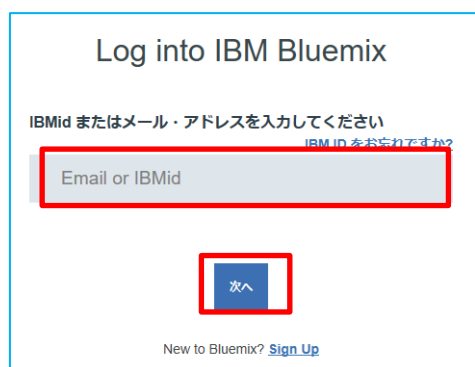 Log into IBM Bluemix
IBMid またはメール・アドレスを入力してください
IBM ID をお忘れですか?
Email or IBMid
次へ
New to Bluemix? Sign Up